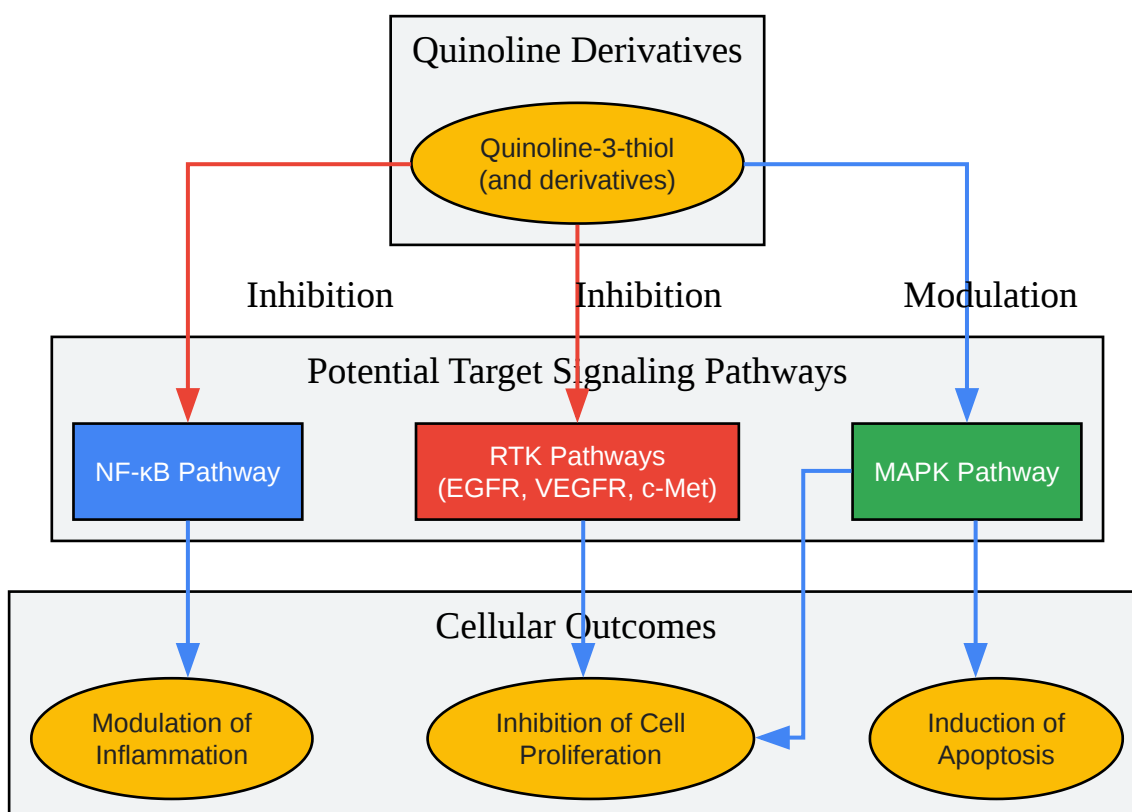 Quinoline Derivatives
Quinoline-3-thiol
(and derivatives)
Inhibition
Inhibition
Modulation
Potential Target Signaling Pathways
NF-κB Pathway
RTK Pathways
(EGFR, VEGFR, c-Met)
MAPK Pathway
Cellular Outcomes
Modulation of
Inflammation
Inhibition of Cell
Proliferation
Induction of
Apoptosis